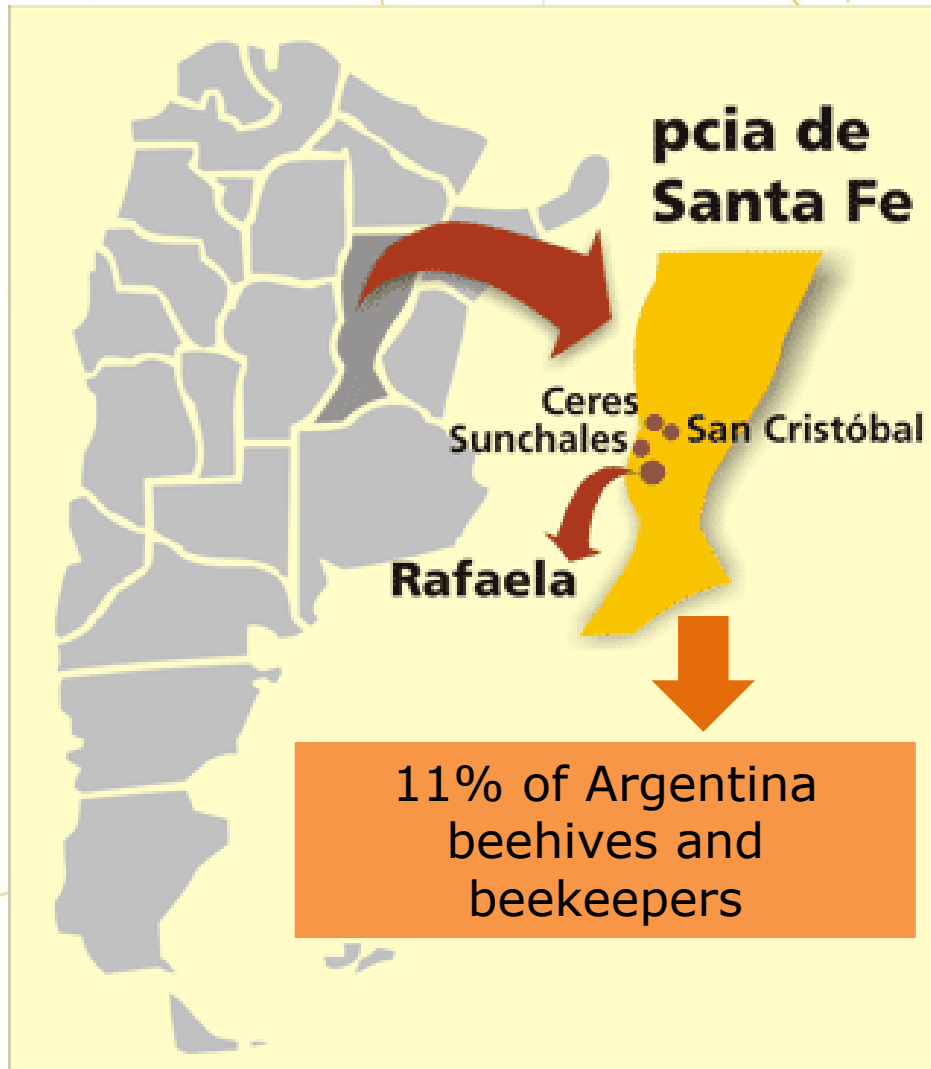 pcia de
Santa Fe
Ceres
Sunchales
San Cristóbal
Rafaela
11% of Argentina
beehives and
beekeepers